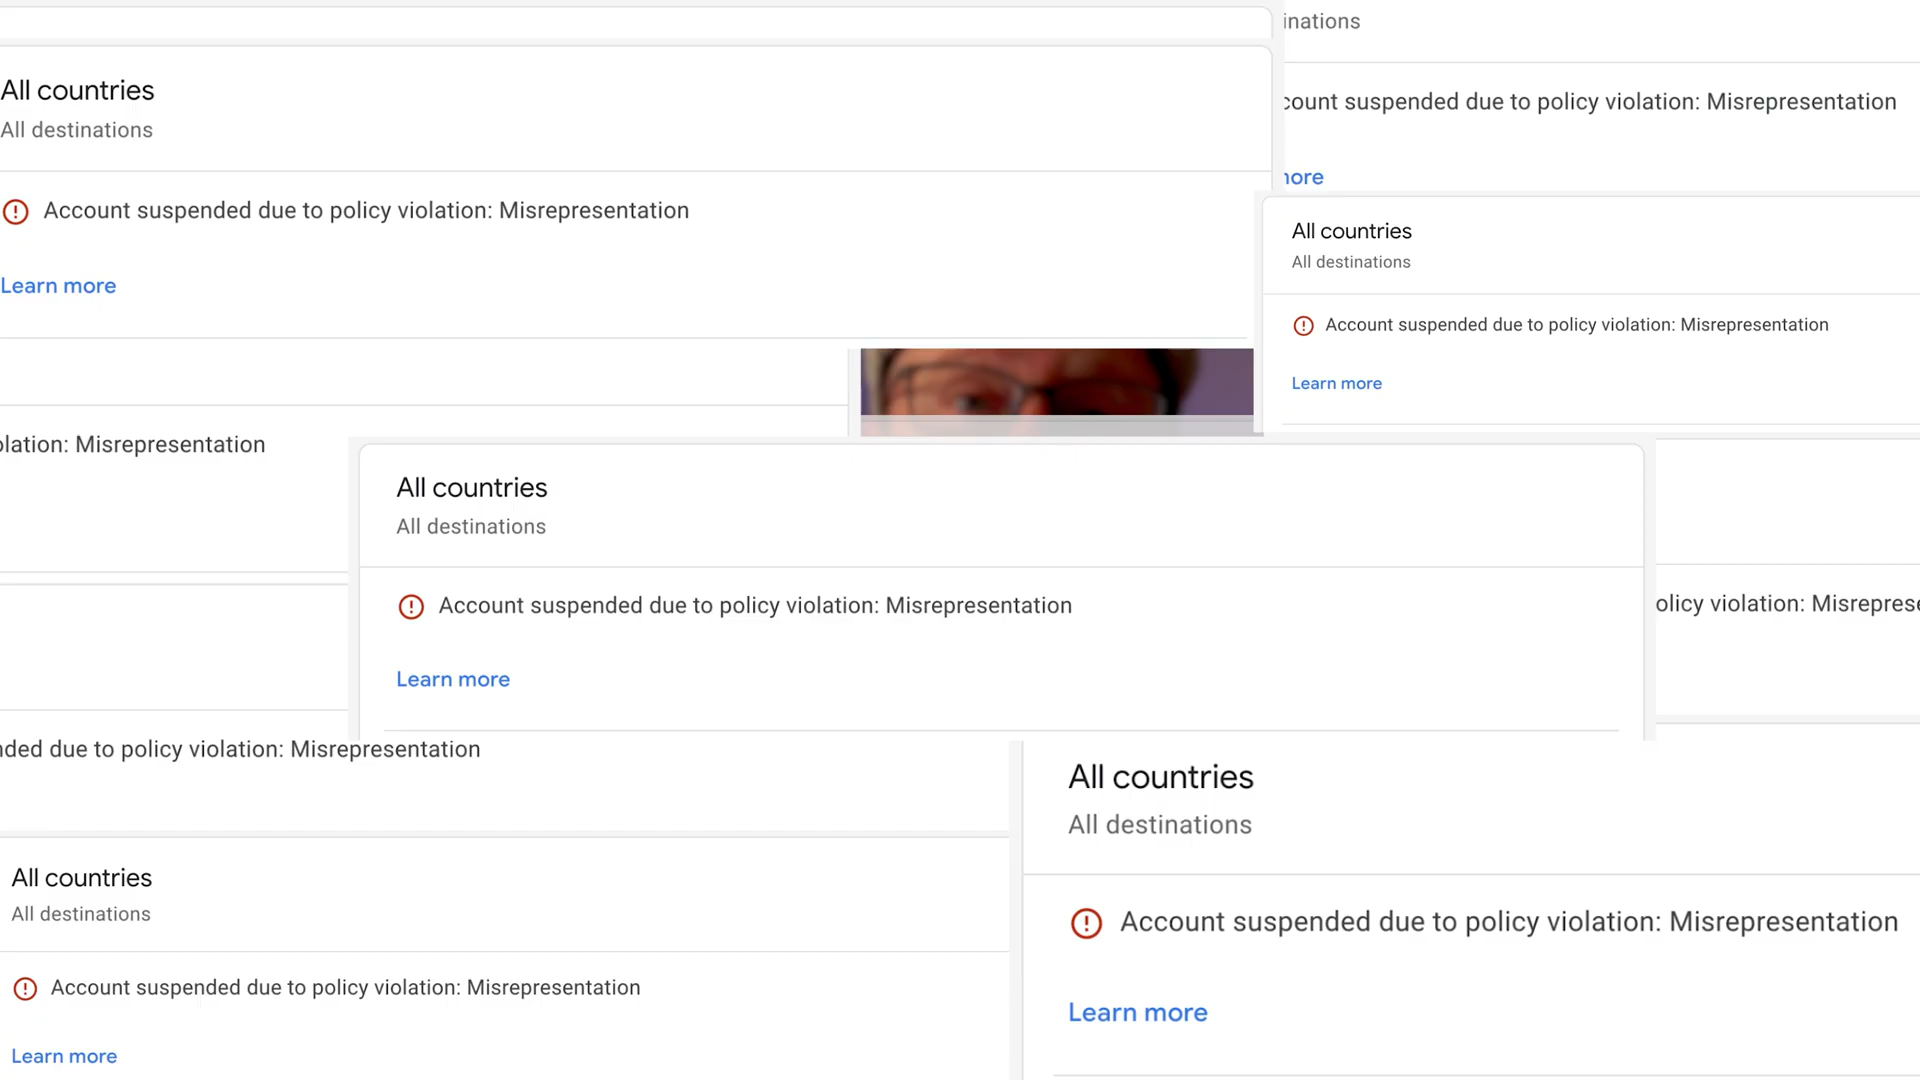 inations
All countries
All destinations
count suspended due to policy violation: Misrepresentation
Account suspended due to policy violation: Misrepresentation
more
All countries
All destinations
Learn more
Account suspended due to policy violation: Misrepresentation
Learn more
olation: Misrepresentation
All countries
All destinations
Account suspended due to policy violation: Misrepresentation
olicy violation: Misreprese
Learn more
nded due to policy violation: Misrepresentation
All countries
All destinations
All countries
All destinations
Account suspended due to policy violation: Misrepresentation
Account suspended due to policy violation: Misrepresentation
Learn more
Learn more